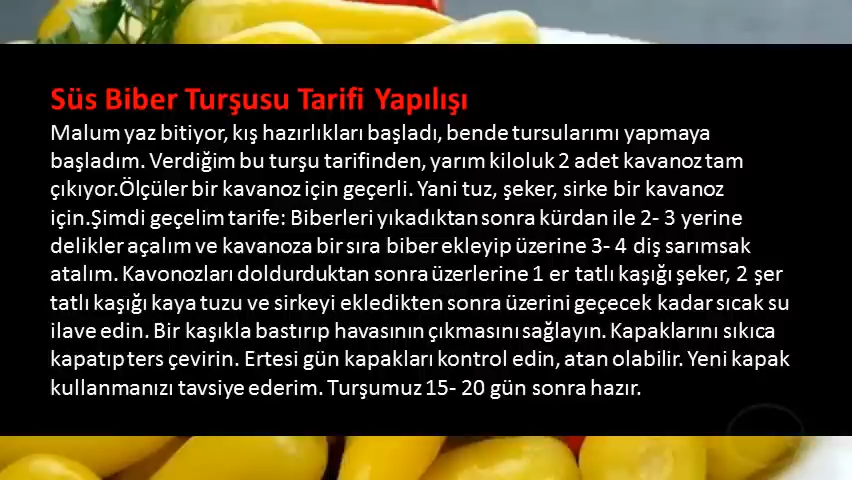 Süs Biber Turşusu Tarifi Yapılışı
Malum yaz bitiyor, kış hazırlıkları başladı, bende tursularımı yapmaya
başladım. Verdiğim bu turşu tarifinden, yarım kiloluk 2 adet kavanoz tam
çıkıyor.Ölçüler bir kavanoz için geçerli. Yani tuz, şeker, sirke bir kavanoz
için.Şimdi geçelim tarife: Biberleri yıkadıktan sonra kürdan ile 2- 3 yerine
delikler açalım ve kavanoza bir sıra biber ekleyip üzerine 3- 4 diş sarımsak
atalım. Kavonozları doldurduktan sonra üzerlerine 1 er tatlı kaşığı şeker, 2 şer
tatlı kaşığı kaya tuzu ve sirkeyi ekledikten sonra üzerini geçecek kadar sıcak su
ilave edin. Bir kaşıkla bastırıp havasının çıkmasını sağlayın. Kapaklarını sıkıca
kapatıp ters çevirin. Ertesi gün kapakları kontrol edin, atan olabilir. Yeni kapak
kullanmanızı tavsiye ederim. Turşumuz 15- 20 gün sonra hazır.